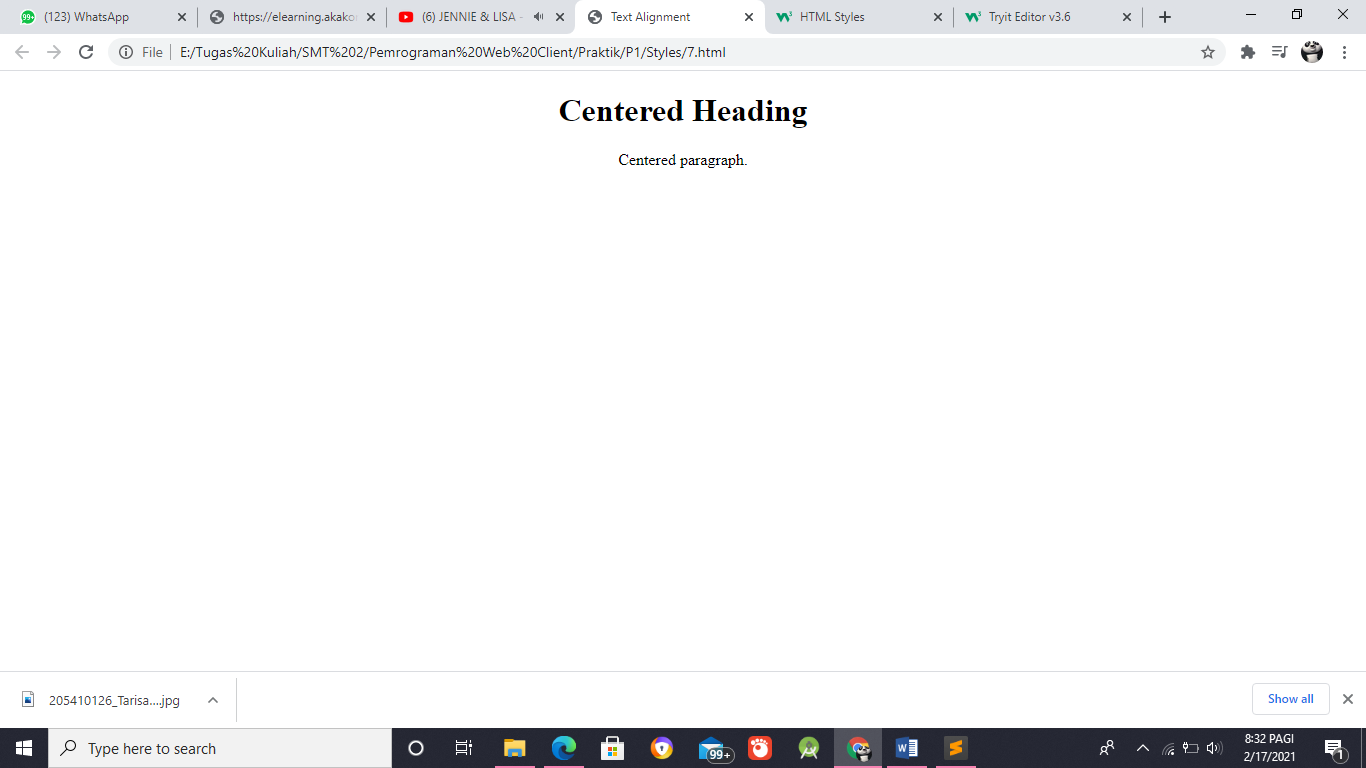 (123) WhatsApp
https://elearning.akako
(6) JENNIE & LISA -
Text Alignment
HTML Styles
Tryit Editor v3.6
File
E:/Tugas%20Kuliah/SMT%202/Pemrograman%20Web%20Client/Praktik/P1/Styles/7.html
Centered Heading
Centered paragraph.
205410126_Tarisa....jpg
Show all
Type here to search
99+
8:32 PAGI
2/17/2021
1